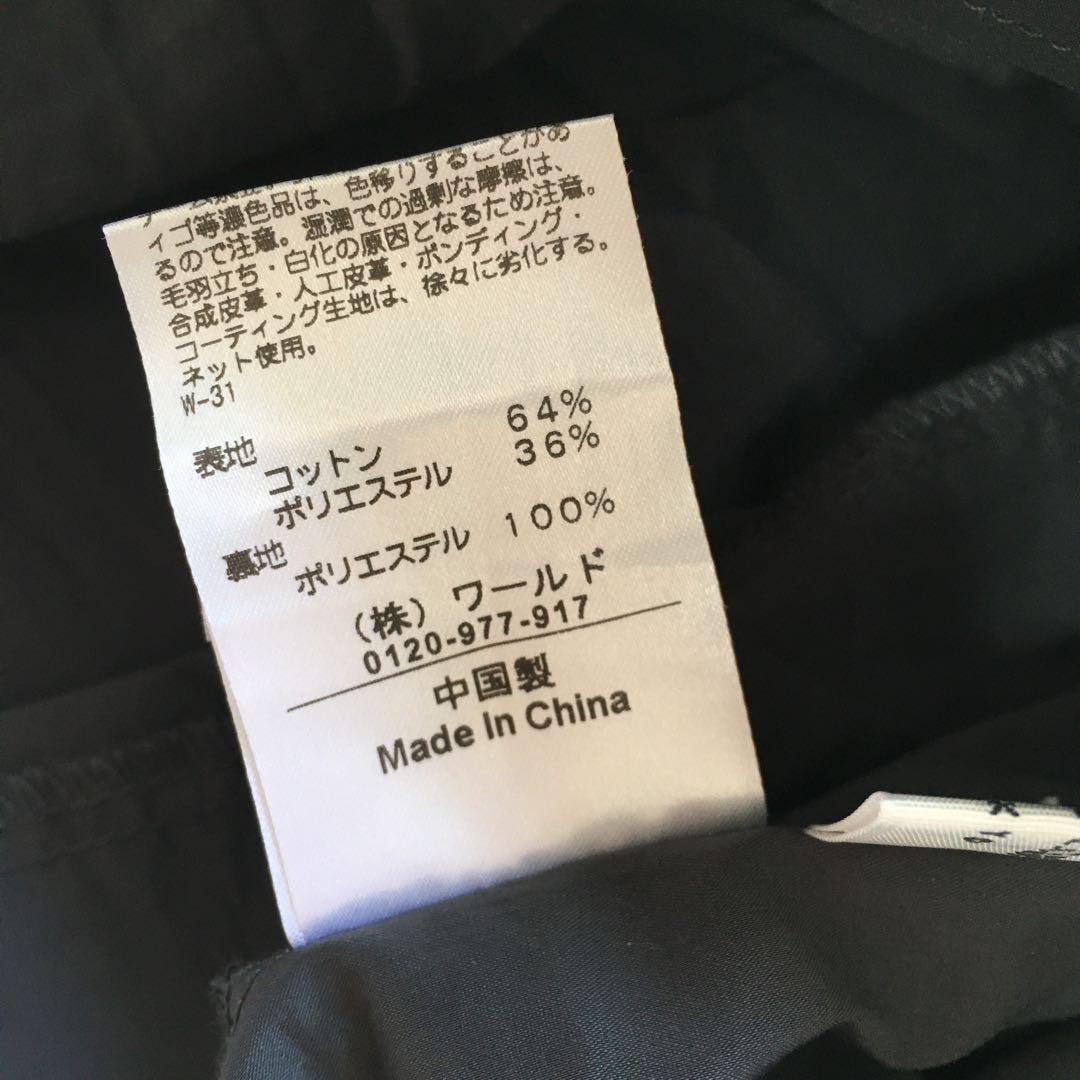 色移りすることがあ
ィゴ等濃色品は、
るので注意。湿潤での過剰な摩擦は、
毛羽立ち・白化の原因となるため注意。
合成皮革・人工皮革・ボンディング・
コーティング生地は、徐々に劣化する。
ネット使用。
W-31
表地
コットン 64%
ポリエステル 36%
裏地
ポリエステル 100%
（株）ワールド
0120-977-917
中国製
Made in China